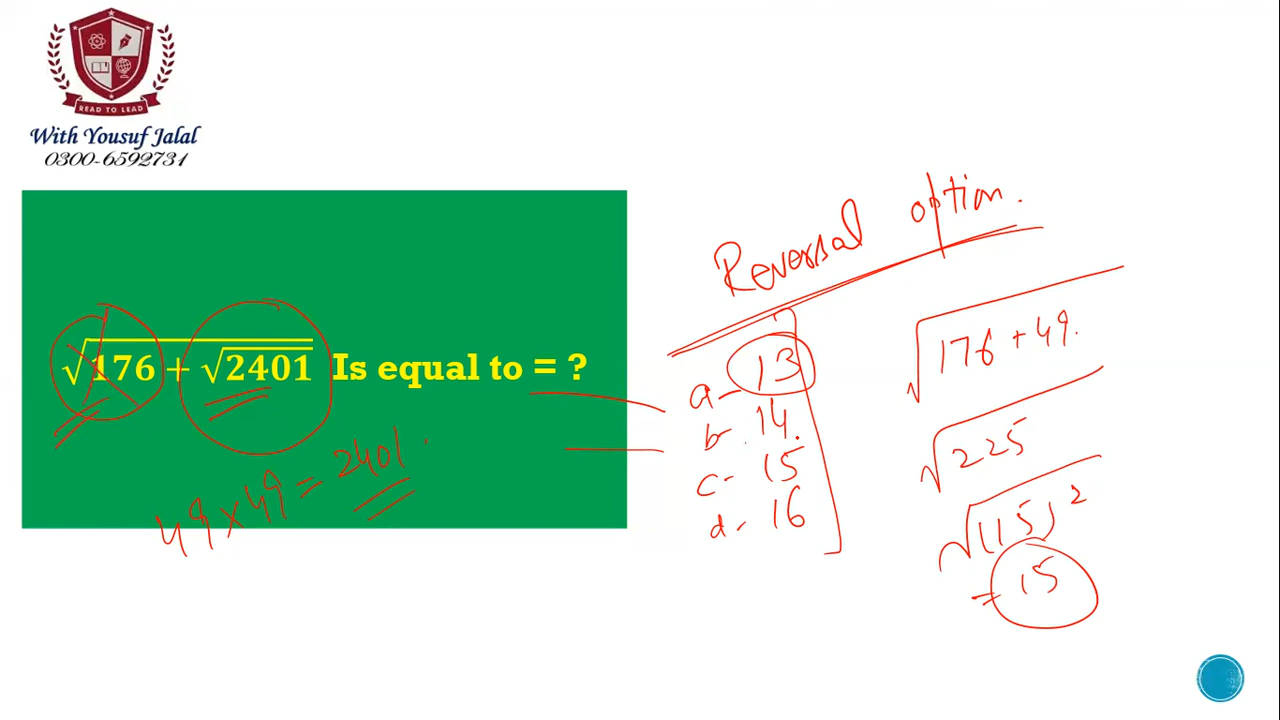 READ TO LEAD
With Yousuf Jalal
0300-6592731
√176 + √2401 Is equal to = ?
49 × 49 = 2401
Reversal option.
a- 13
b- 14.
c- 15
d- 16
√176 + 49.
√225
√(15)²
= 15